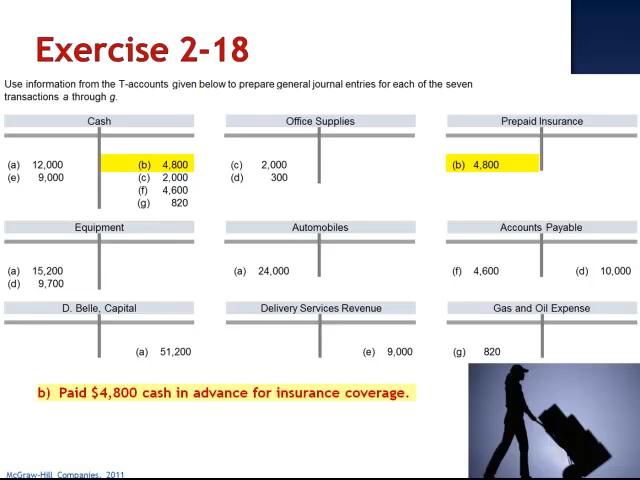 Exercise 2-18
Use information from the T-accounts given below to prepare general journal entries for each of the seven
transactions a through g.
Cash
(a) 12,000 (b) 4,800
(e) 9,000 (c) 2,000
(f) 4,600
(g) 820
Office Supplies
(c) 2,000
(d) 300
Prepaid Insurance
(b) 4,800
Equipment
(a) 15,200
(d) 9,700
Automobiles
(a) 24,000
Accounts Payable
(f) 4,600 (d) 10,000
D. Belle, Capital
(a) 51,200
Delivery Services Revenue
(e) 9,000
Gas and Oil Expense
(g) 820
b) Paid $4,800 cash in advance for insurance coverage.
McGraw-Hill Companies, 2011